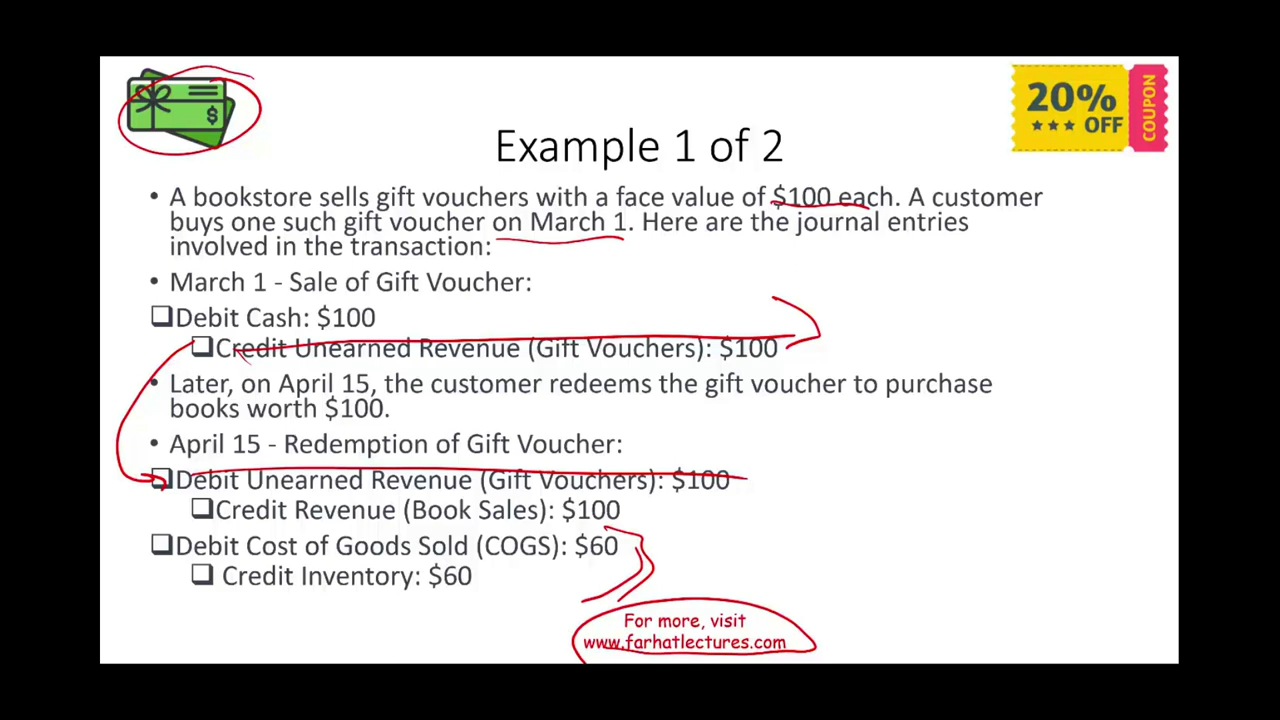 20%
★★★ OFF
COUPON
$
Example 1 of 2
• A bookstore sells gift vouchers with a face value of $100 each. A customer
buys one such gift voucher on March 1. Here are the journal entries
involved in the transaction:
• March 1 - Sale of Gift Voucher:
❑Debit Cash: $100
❑Credit Unearned Revenue (Gift Vouchers): $100
• Later, on April 15, the customer redeems the gift voucher to purchase
books worth $100.
• April 15 - Redemption of Gift Voucher:
❑Debit Unearned Revenue (Gift Vouchers): $100
❑Credit Revenue (Book Sales): $100
❑Debit Cost of Goods Sold (COGS): $60
❑ Credit Inventory: $60
For more, visit
www.farhatlectures.com